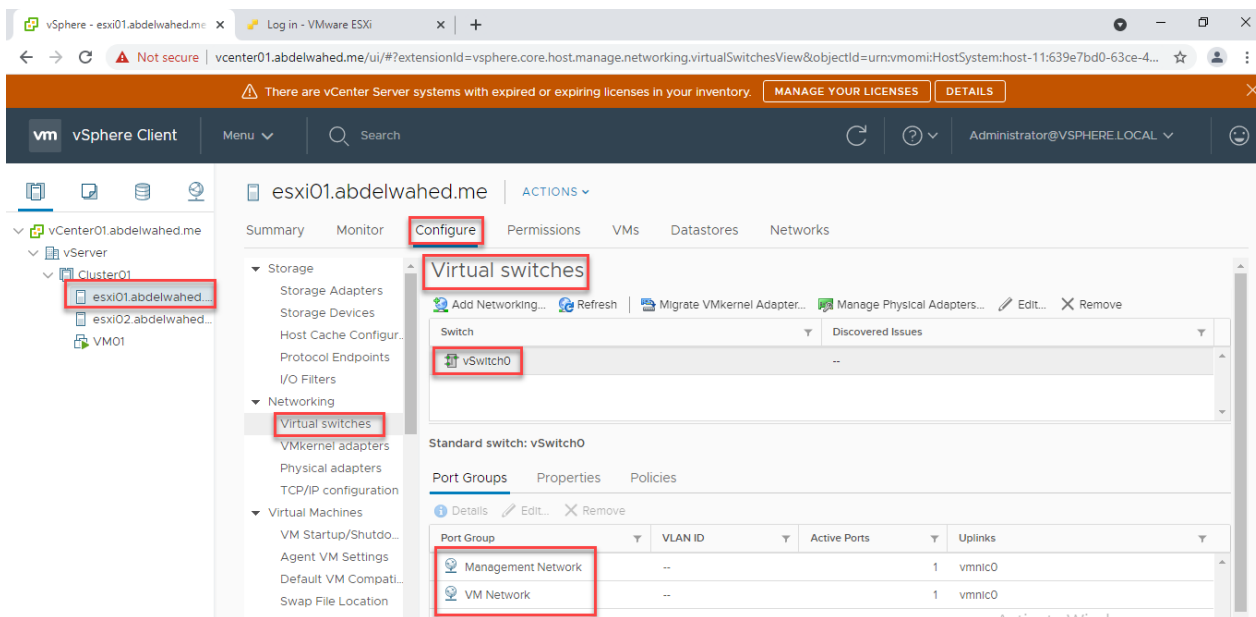 vSphere - esxi01.abdelwahed.me
Log in - VMware ESXi
Not secure | vcenter01.abdelwahed.me/ui/#?extensionId=vsphere.core.host.manage.networking.virtualSwitchesView&objectId=urn:vmomi:HostSystem:host-11:639e7bd0-63ce-4...
There are vCenter Server systems with expired or expiring licenses in your inventory. MANAGE YOUR LICENSES DETAILS
vm vSphere Client Menu Search Administrator@VSPHERE.LOCAL
esxi01.abdelwahed.me ACTIONS
Summary Monitor Configure Permissions VMs Datastores Networks
vCenter01.abdelwahed.me
vServer
Cluster01
esxi01.abdelwahed....
esxi02.abdelwahed...
VM01
Storage
Storage Adapters
Storage Devices
Host Cache Configur..
Protocol Endpoints
I/O Filters
Networking
Virtual switches
VMkernel adapters
Physical adapters
TCP/IP configuration
Virtual Machines
VM Startup/Shutdo...
Agent VM Settings
Default VM Compati...
Swap File Location
Virtual switches
Add Networking... Refresh Migrate VMkernel Adapter... Manage Physical Adapters... Edit... Remove
Switch Discovered Issues
vSwitch0 --
Standard switch: vSwitch0
Port Groups Properties Policies
Details Edit... Remove
Port Group VLAN ID Active Ports Uplinks
Management Network -- 1 vmnic0
VM Network -- 1 vmnic0